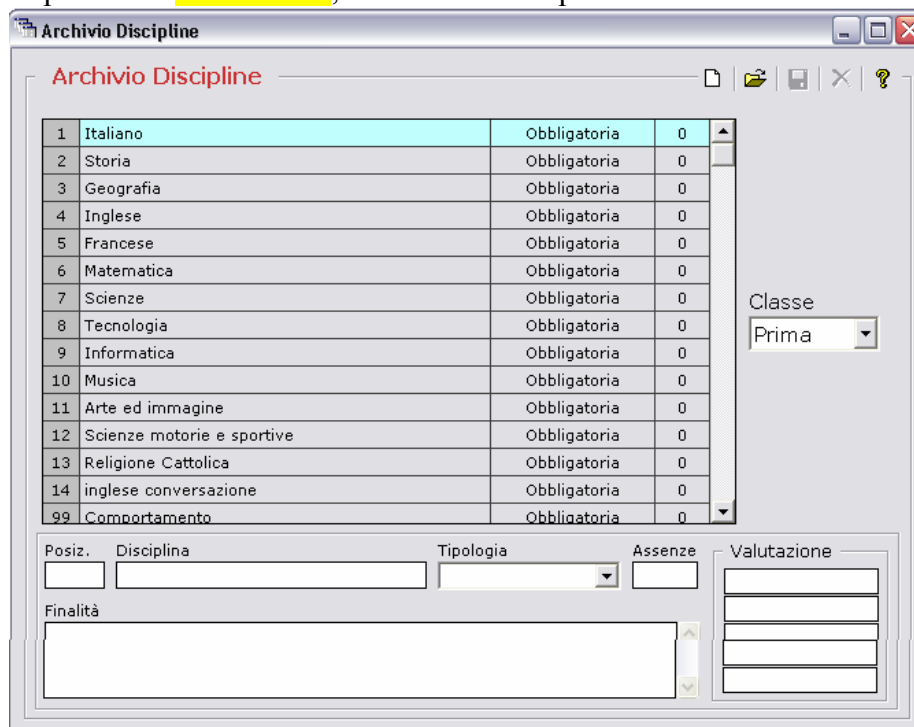 Archivio Discipline
Archivio Discipline
1 Italiano Obbligatoria 0
2 Storia Obbligatoria 0
3 Geografia Obbligatoria 0
4 Inglese Obbligatoria 0
5 Francese Obbligatoria 0
6 Matematica Obbligatoria 0
7 Scienze Obbligatoria 0
8 Tecnologia Obbligatoria 0
9 Informatica Obbligatoria 0
10 Musica Obbligatoria 0
11 Arte ed immagine Obbligatoria 0
12 Scienze motorie e sportive Obbligatoria 0
13 Religione Cattolica Obbligatoria 0
14 inglese conversazione Obbligatoria 0
99 Comportamento Obbligatoria 0
Classe
Prima
Posiz. Disciplina Tipologia Assenze Valutazione
Finalità